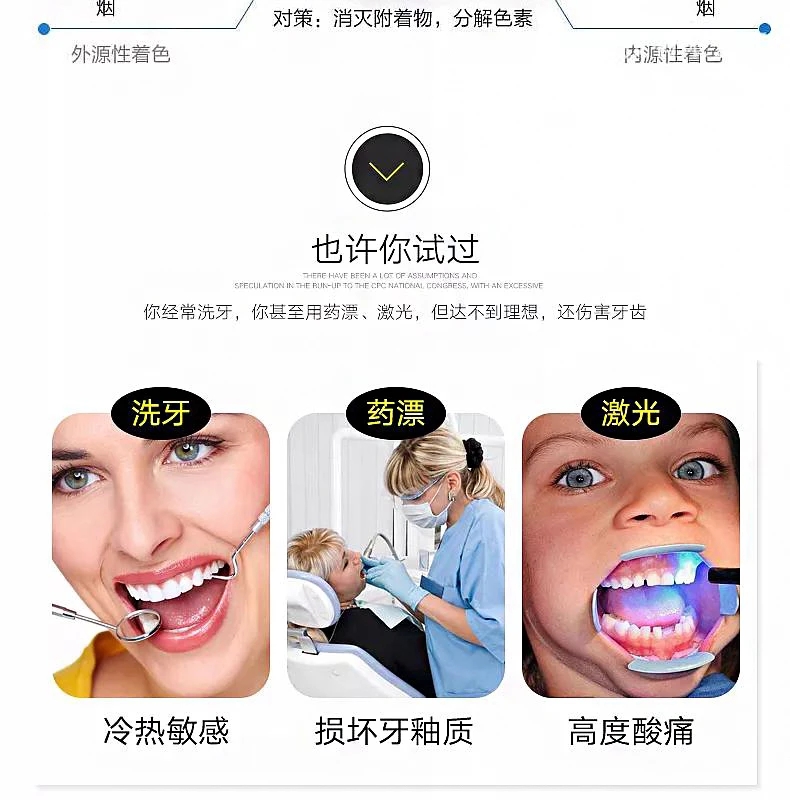 烟
烟
对策：消灭附着物，分解色素
外源性着色
内源性着色
也许你试过
THERE HAVE BEEN A LOT OF ASSUMPTIONS AND
SPECULATION IN THE RUN-UP TO THE CPC NATIONAL CONGRESS, WITH AN EXCESSIVE
你经常洗牙，你甚至用药漂、激光，但达不到理想，还伤害牙齿
洗牙
药漂
激光
冷热敏感
损坏牙釉质
高度酸痛